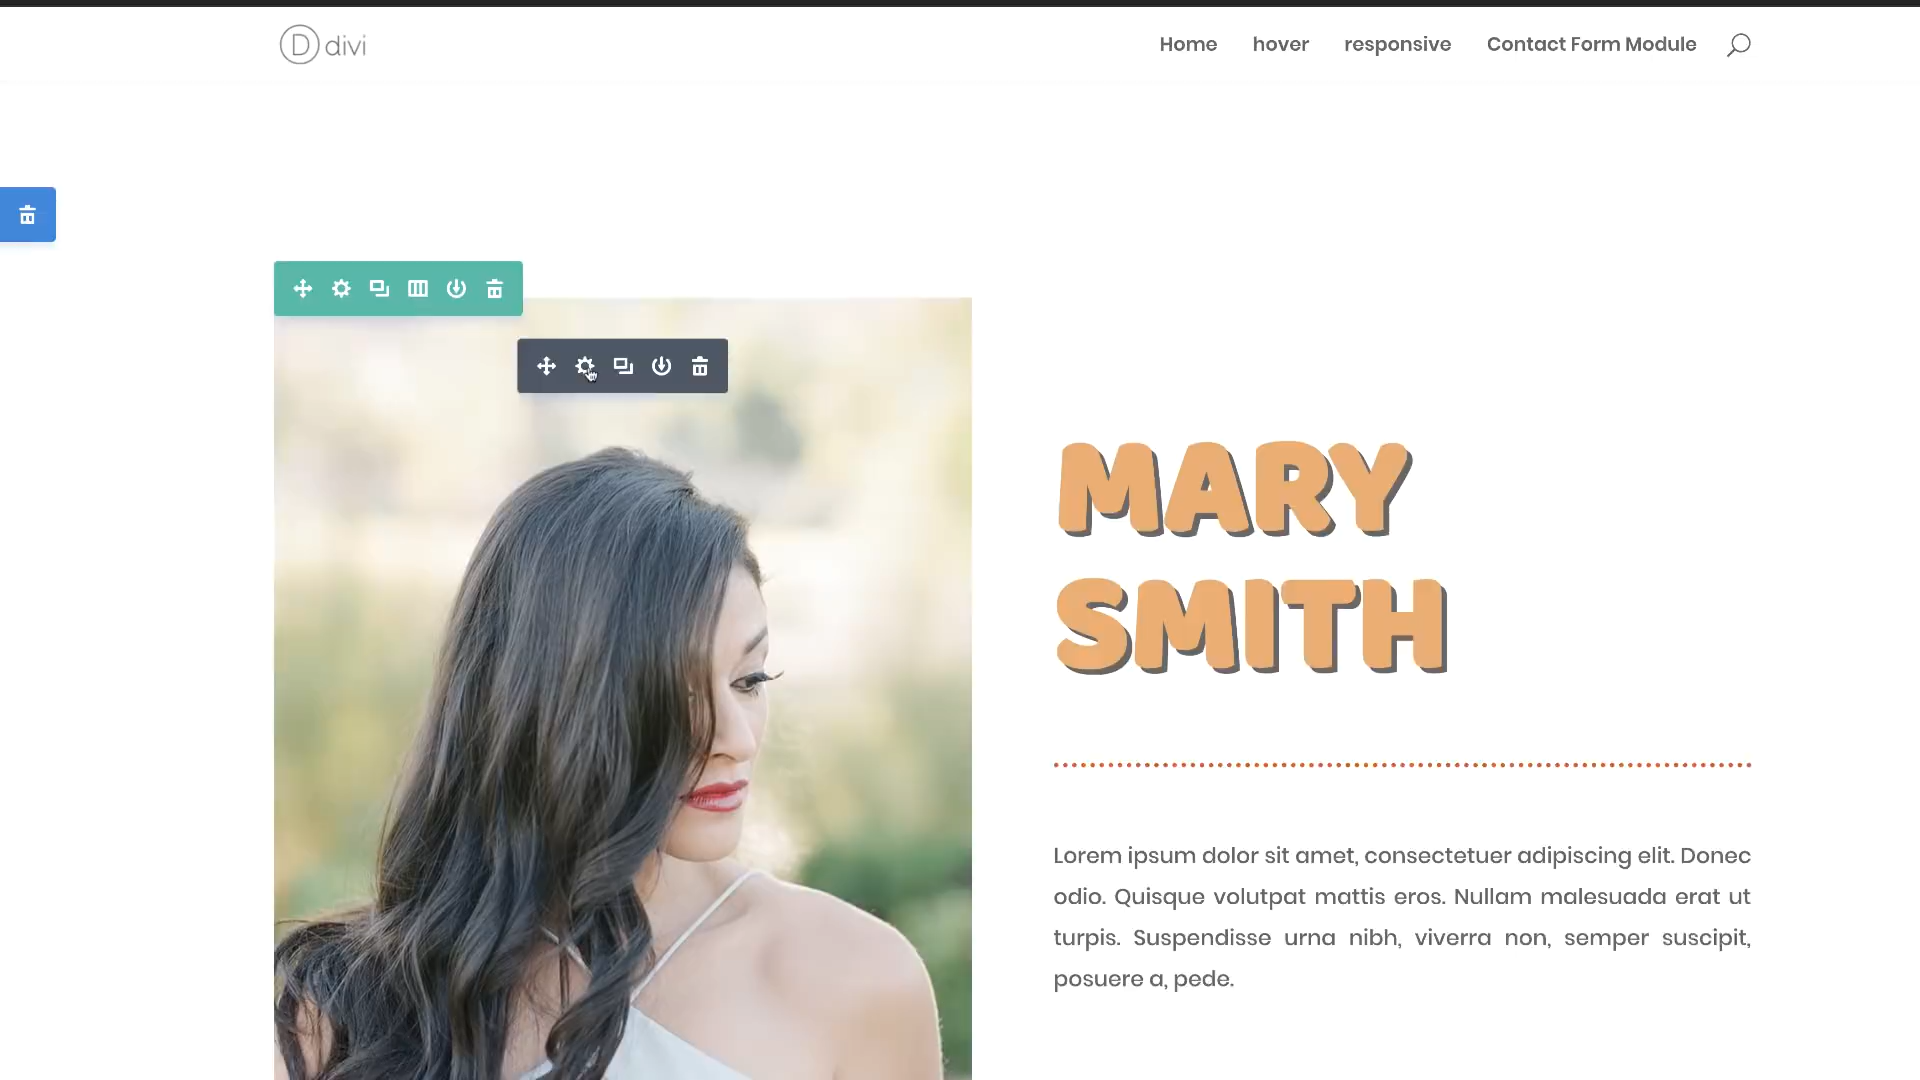 D divi
Home hover responsive Contact Form Module
MARY
SMITH
Lorem ipsum dolor sit amet, consectetuer adipiscing elit. Donec
odio. Quisque volutpat mattis eros. Nullam malesuada erat ut
turpis. Suspendisse urna nibh, viverra non, semper suscipit,
posuere a, pede.